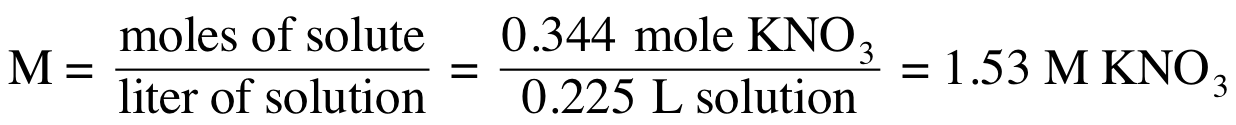 M = moles of solute / liter of solution = 0.344 mole KNO₃ / 0.225 L solution = 1.53 M KNO₃